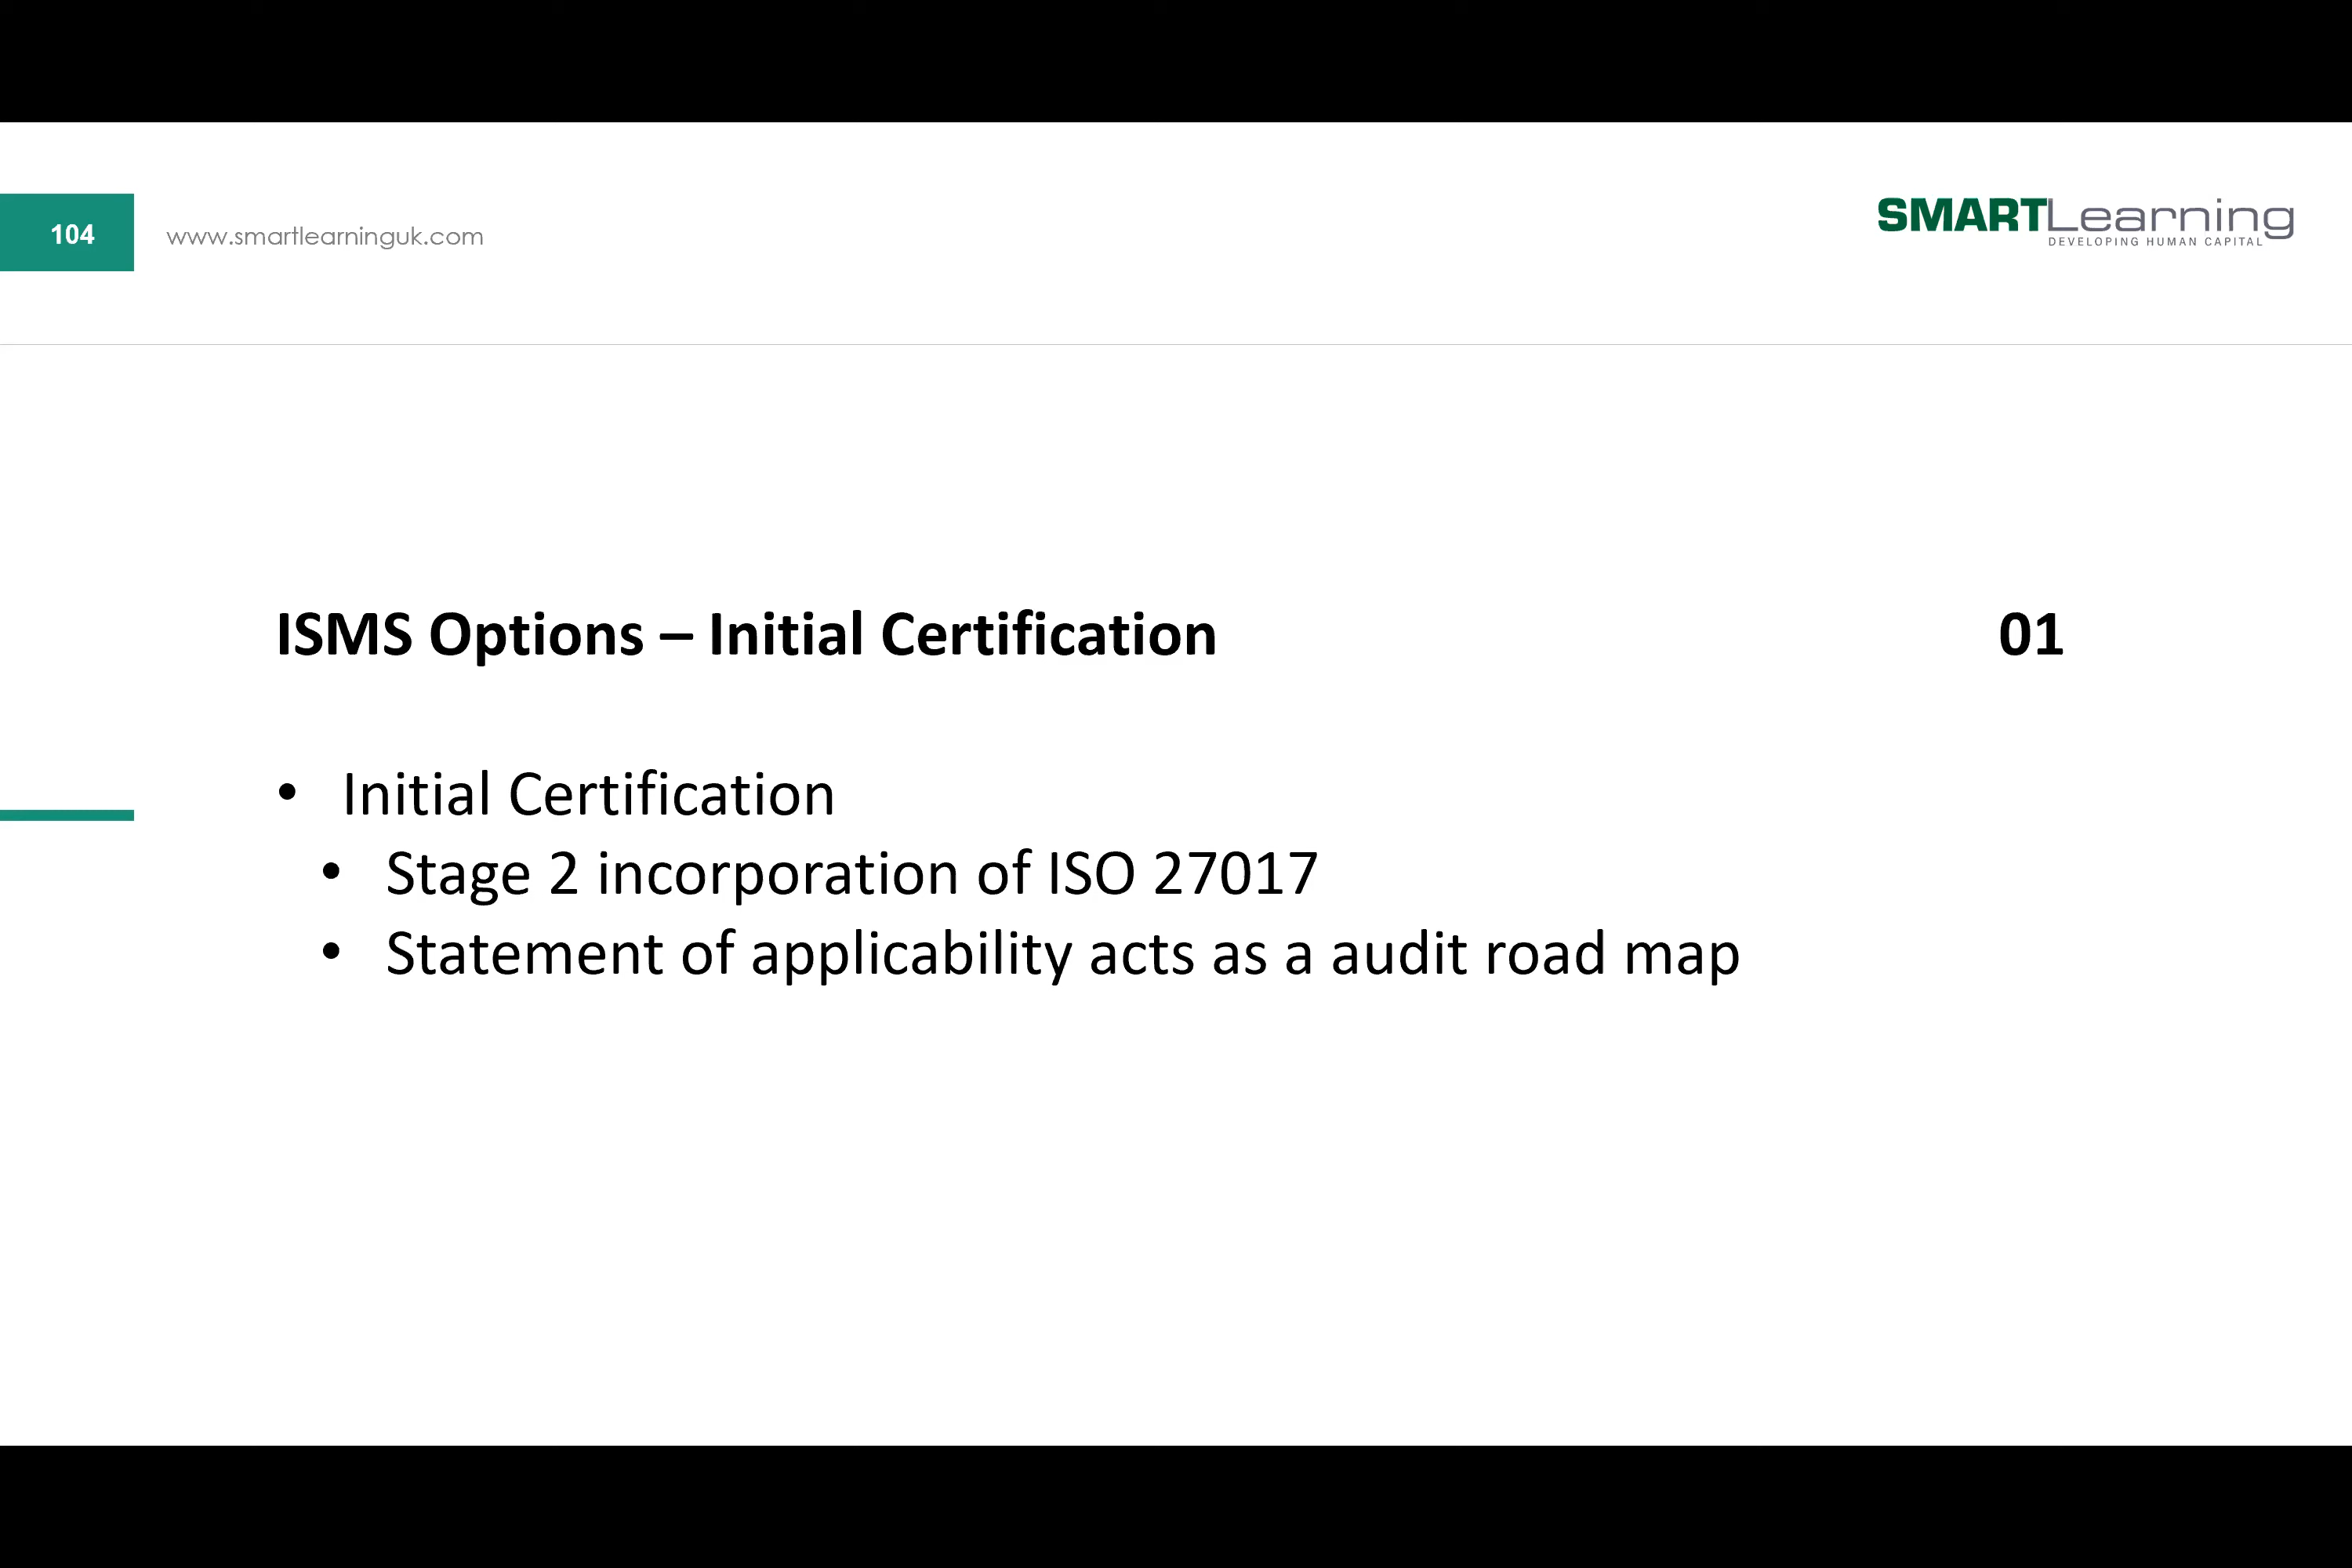 104
www.smartlearninguk.com
SMARTLearning
DEVELOPING HUMAN CAPITAL
ISMS Options – Initial Certification 01
• Initial Certification
• Stage 2 incorporation of ISO 27017
• Statement of applicability acts as a audit road map